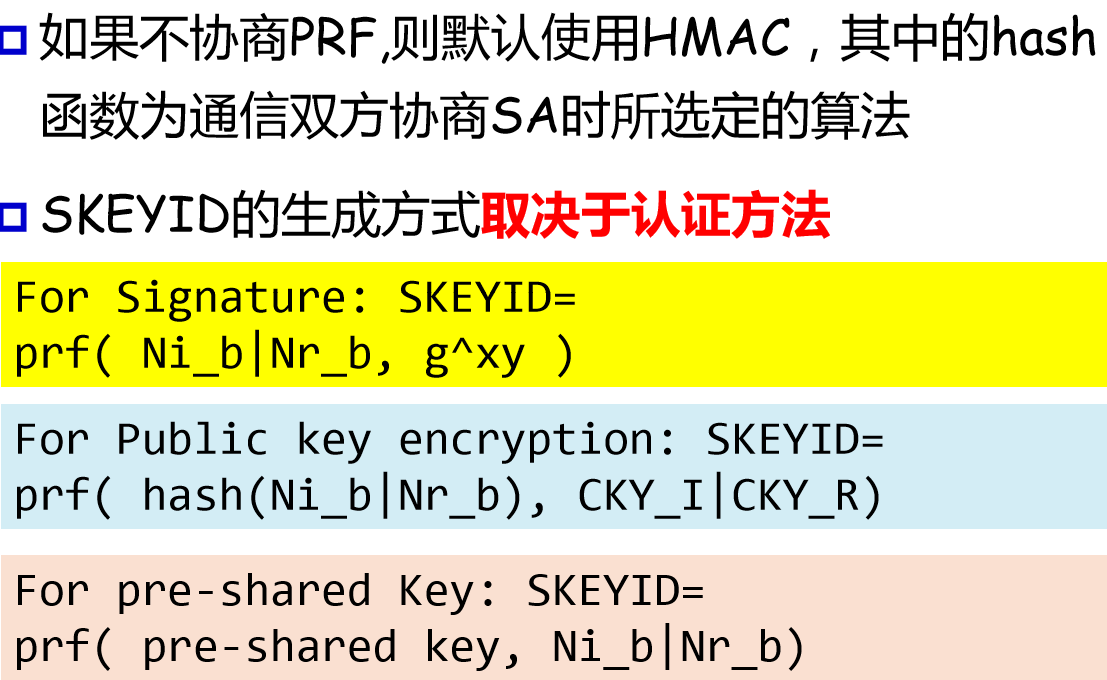 如果不协商PRF,则默认使用HMAC，其中的hash
函数为通信双方协商SA时所选定的算法
SKEYID的生成方式取决于认证方法
For Signature: SKEYID=
prf( Ni_b|Nr_b, g^xy )
For Public key encryption: SKEYID=
prf( hash(Ni_b|Nr_b), CKY_I|CKY_R)
For pre-shared Key: SKEYID=
prf( pre-shared key, Ni_b|Nr_b)